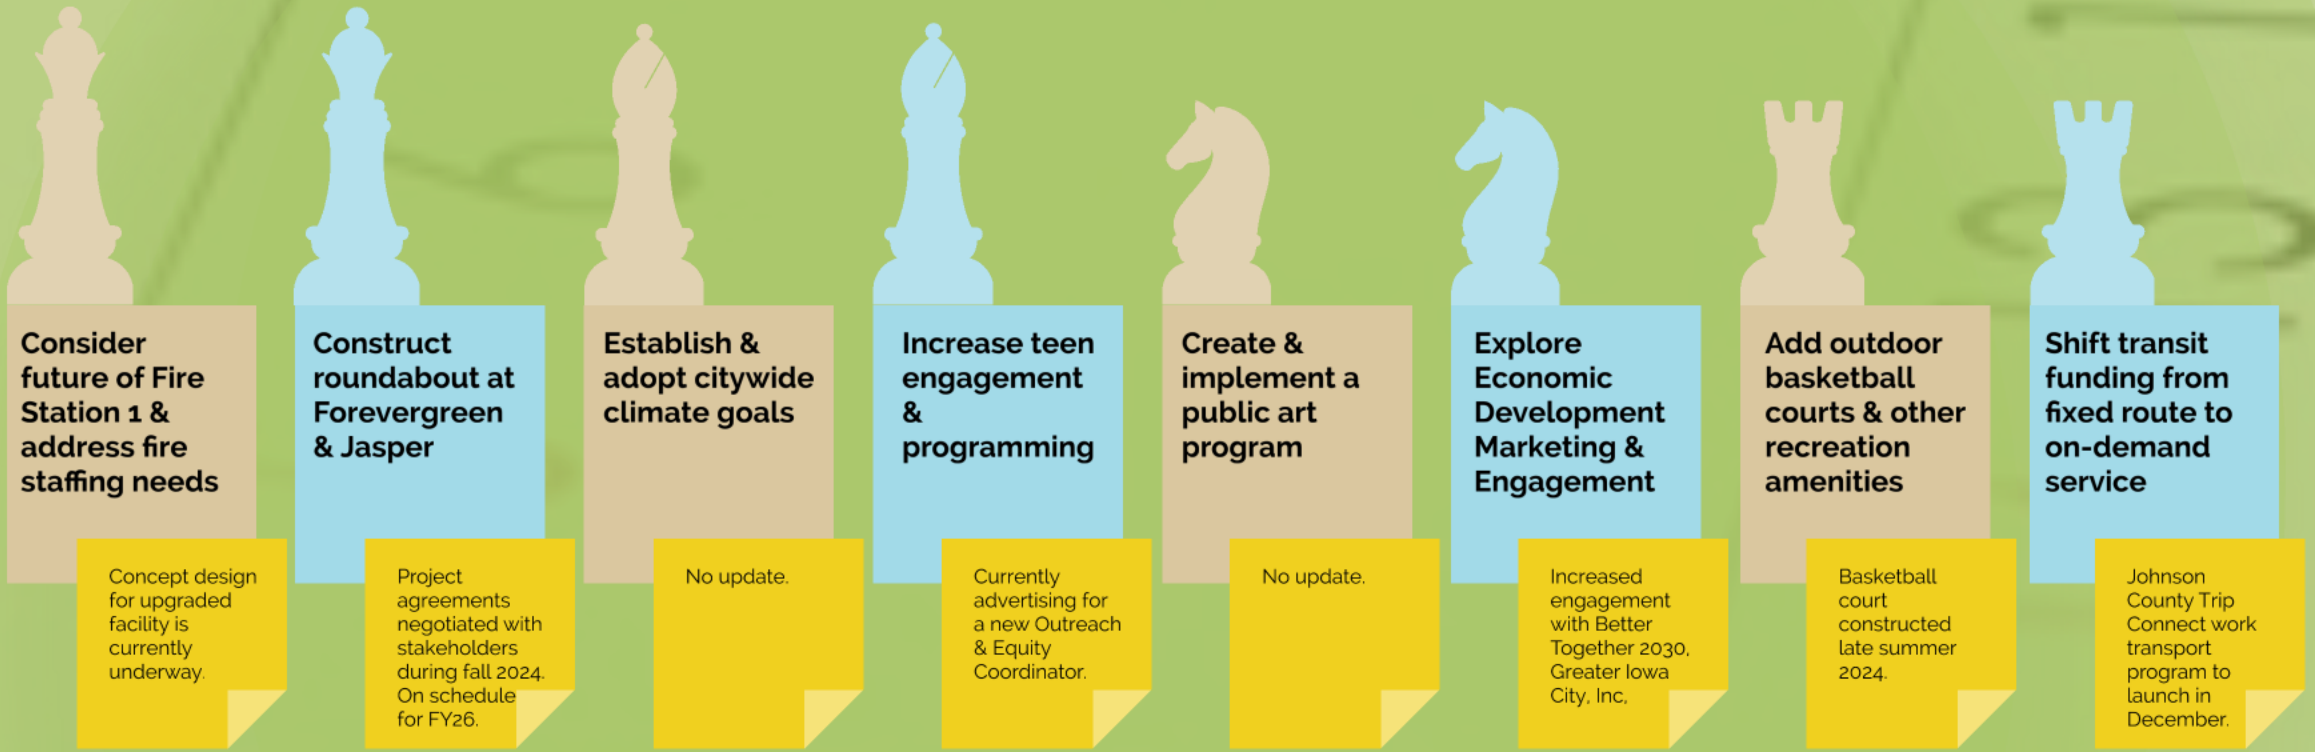 Consider
future of Fire
Station 1 &
address fire
staffing needs
Concept design
for upgraded
facility is
currently
underway.
Construct
roundabout at
Forevergreen
& Jasper
Project
agreements
negotiated with
stakeholders
during fall 2024.
On schedule
for FY26.
Establish &
adopt citywide
climate goals
No update.
Increase teen
engagement
&
programming
Currently
advertising for
a new Outreach
& Equity
Coordinator.
Create &
implement a
public art
program
No update.
Explore
Economic
Development
Marketing &
Engagement
Increased
engagement
with Better
Together 2030,
Greater Iowa
City, Inc,
Add outdoor
basketball
courts & other
recreation
amenities
Basketball
court
constructed
late summer
2024.
Shift transit
funding from
fixed route to
on-demand
service
Johnson
County Trip
Connect work
transport
program to
launch in
December.